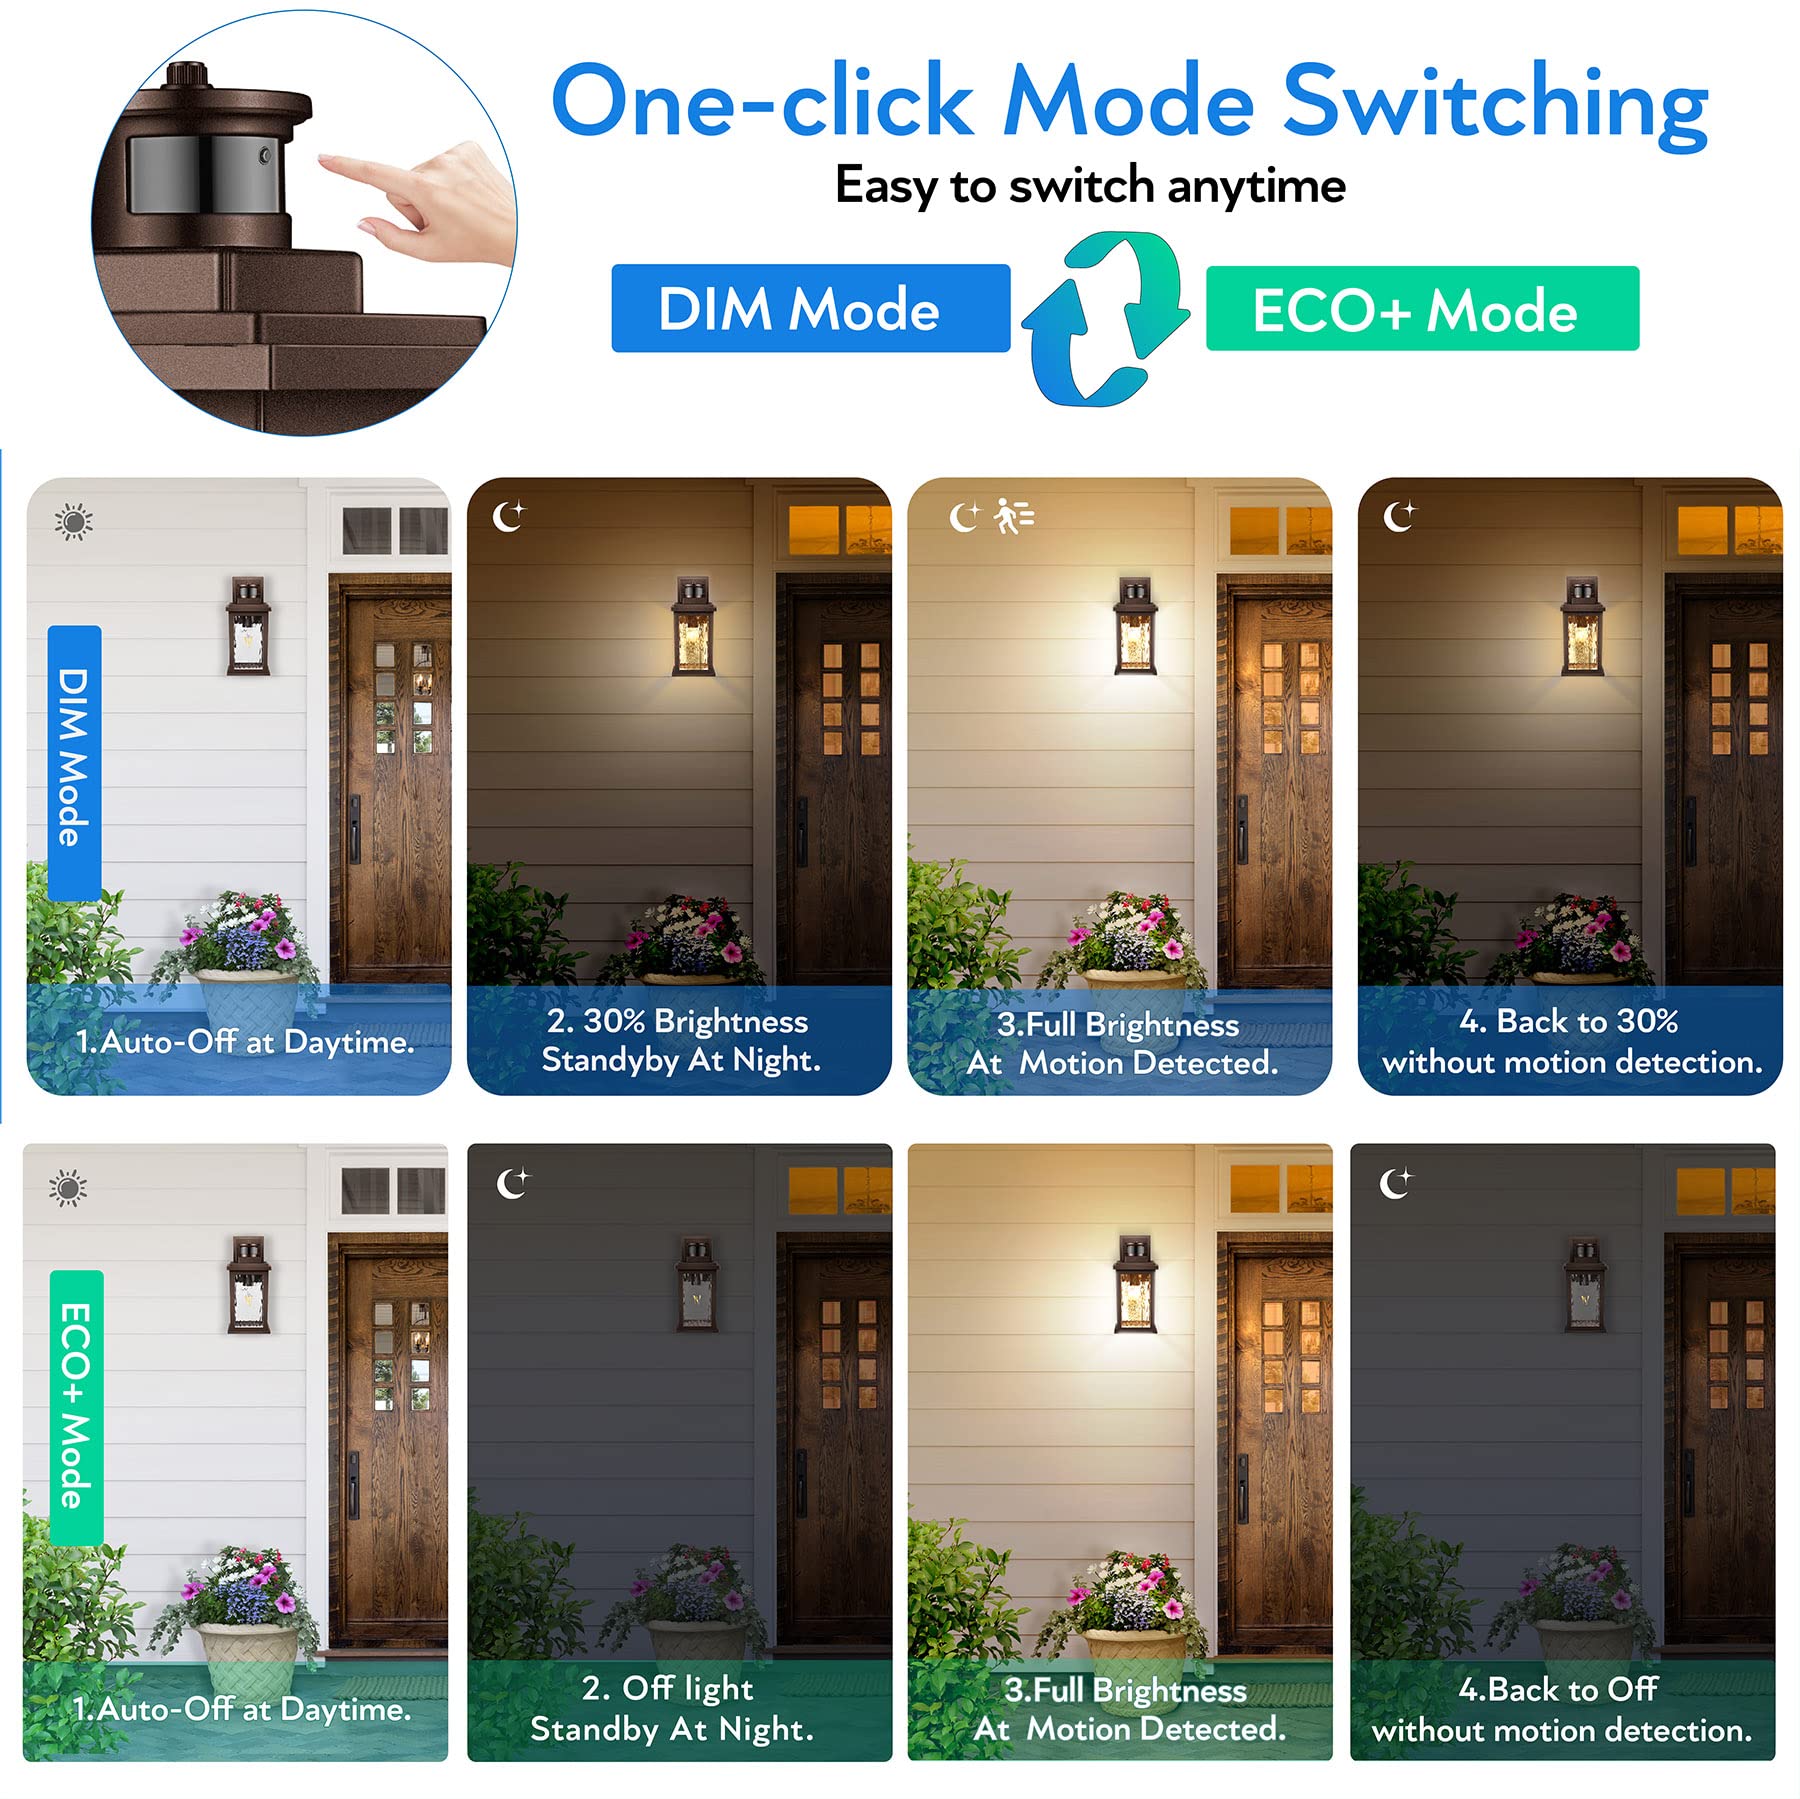 One-click Mode Switching
Easy to switch anytime
DIM Mode
ECO+ Mode
DIM Mode
1.Auto-Off at Daytime.
2. 30% Brightness
Standyby At Night.
3.Full Brightness
At Motion Detected.
4. Back to 30%
without motion detection.
ECO+ Mode
1.Auto-Off at Daytime.
2. Off light
Standby At Night.
3.Full Brightness
At Motion Detected.
4.Back to Off
without motion detection.